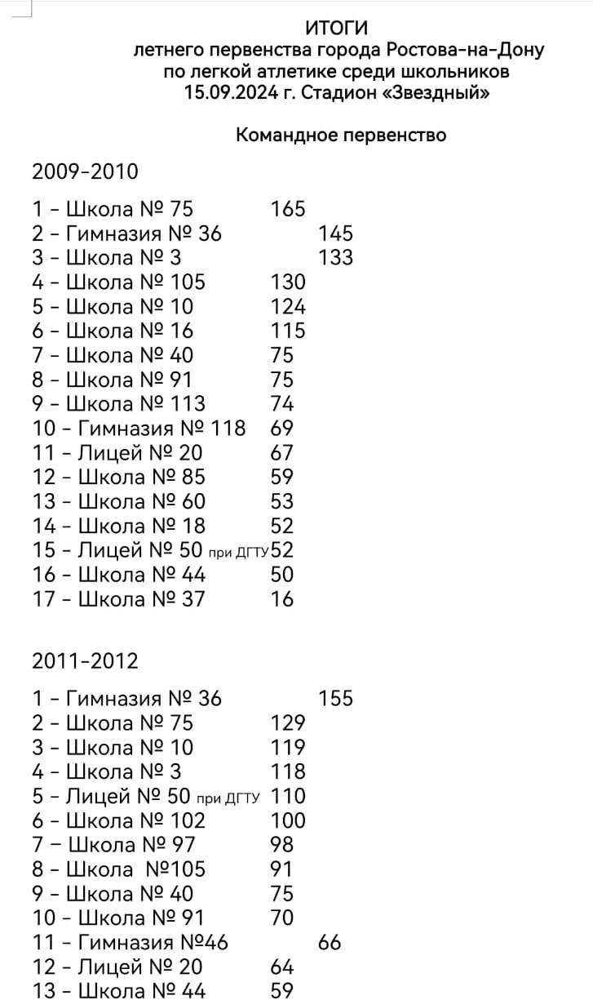 ИТОГИ
летнего первенства города Ростова-на-Дону
по легкой атлетике среди школьников
15.09.2024 г. Стадион «Звездный»
Командное первенство
2009-2010
1 - Школа № 75 165
2 - Гимназия № 36 145
3 - Школа № 3 133
4 - Школа № 105 130
5 - Школа № 10 124
6 - Школа № 16 115
7 - Школа № 40 75
8 - Школа № 91 75
9 - Школа № 113 74
10 - Гимназия № 118 69
11 - Лицей № 20 67
12 - Школа № 85 59
13 - Школа № 60 53
14 - Школа № 18 52
15 - Лицей № 50 при ДГТУ 52
16 - Школа № 44 50
17 - Школа № 37 16
2011-2012
1 - Гимназия № 36 155
2 - Школа № 75 129
3 - Школа № 10 119
4 - Школа № 3 118
5 - Лицей № 50 при ДГТУ 110
6 - Школа № 102 100
7 – Школа № 97 98
8 - Школа №105 91
9 - Школа № 40 75
10 - Школа № 91 70
11 - Гимназия №46 66
12 - Лицей № 20 64
13 - Школа № 44 59